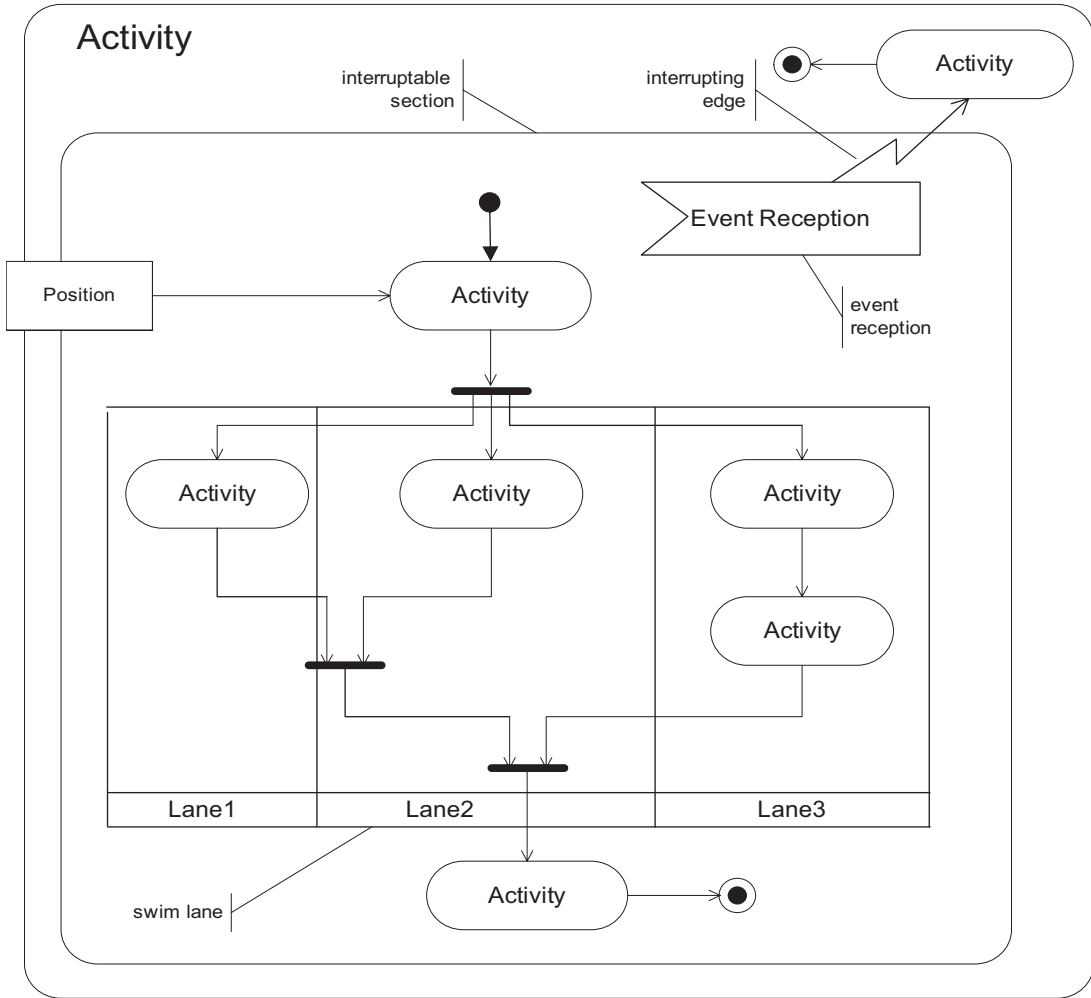 Activity
interruptable
section
interrupting
edge
Activity
Event Reception
Position
Activity
event
reception
Activity
Activity
Activity
Activity
Lane1
Lane2
Lane3
Activity
swim lane